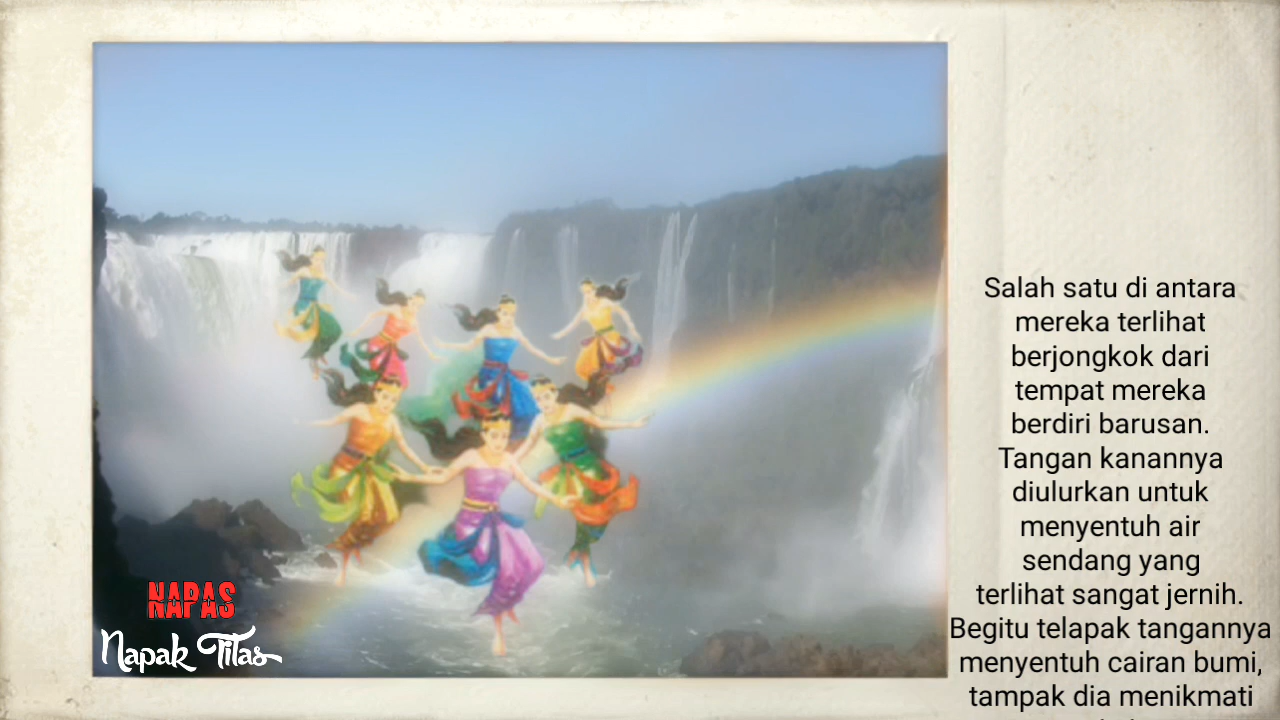 Salah satu di antara
mereka terlihat
berjongkok dari
tempat mereka
berdiri barusan.
Tangan kanannya
diulurkan untuk
menyentuh air
sendang yang
terlihat sangat jernih.
Begitu telapak tangannya
menyentuh cairan bumi,
tampak dia menikmati
NAPAS
Napak Tilas